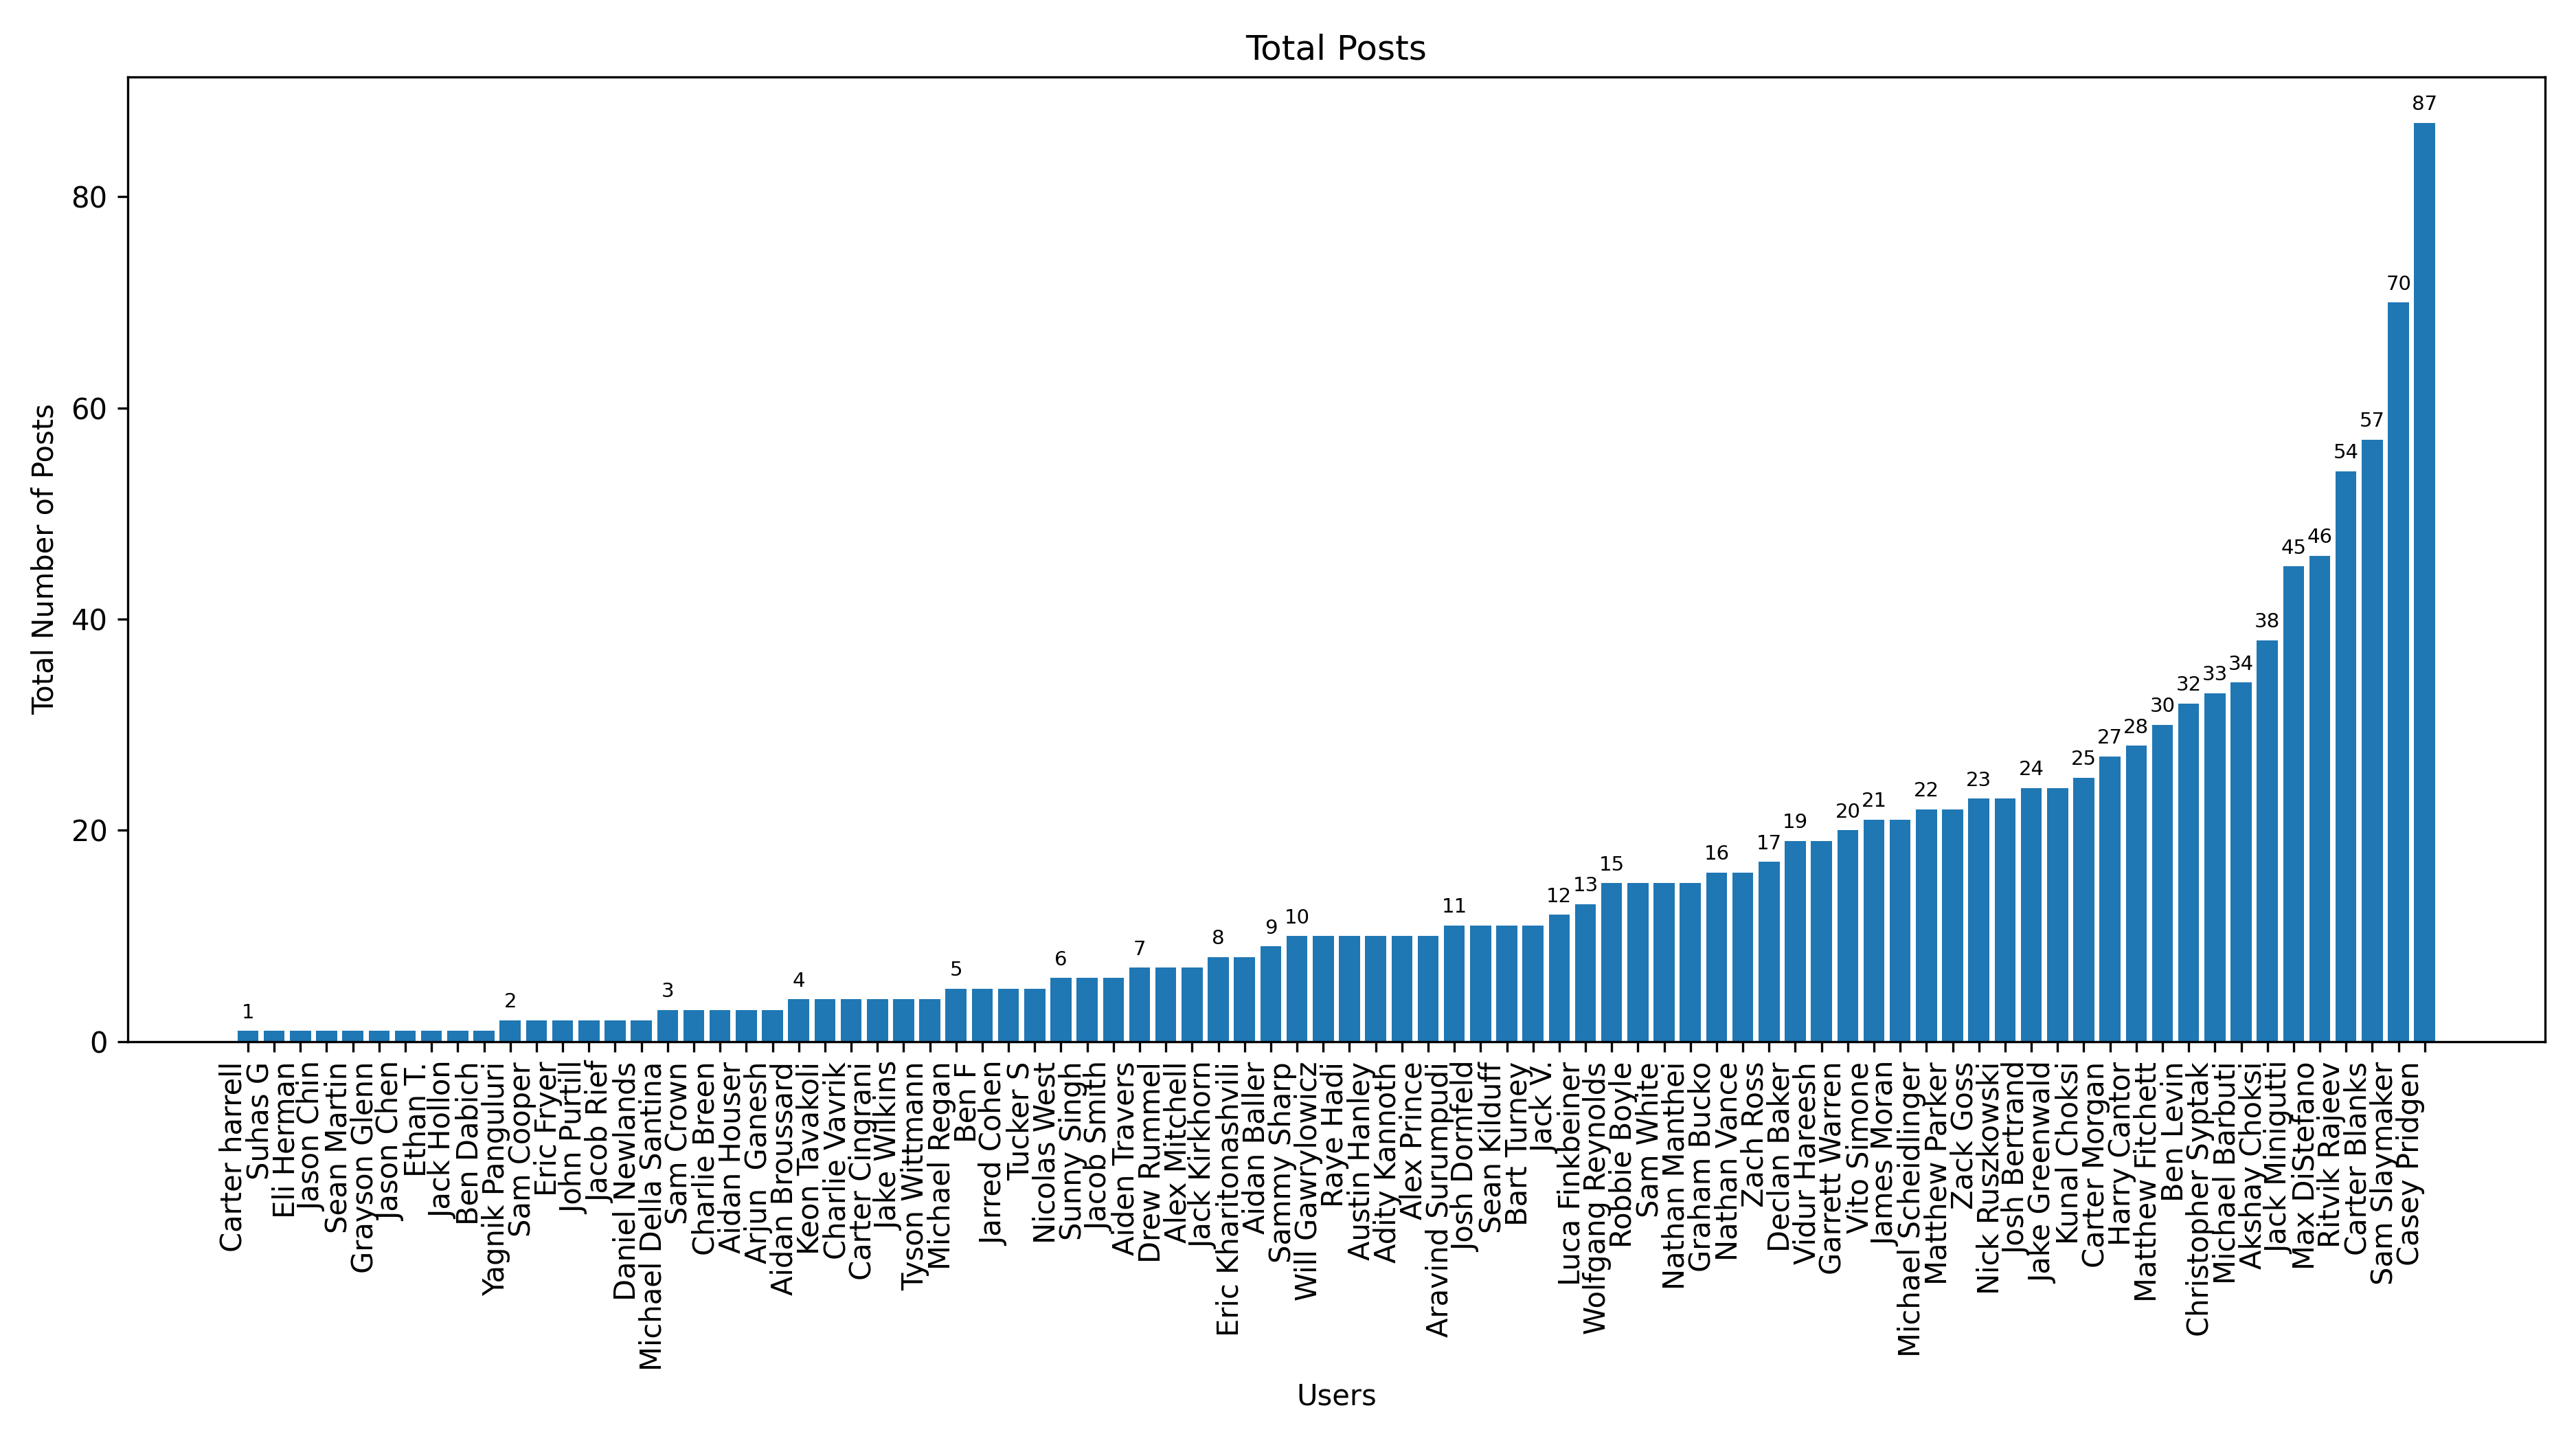 Total Posts
Total Number of Posts
80
60
40
20
0
1
2
3
4
5
6
7
8
9
10
11
12
13
15
16
17
19
20
21
22
23
24
25
27
28
30
32
33
34
38
45
46
54
57
70
87
Carter harrell
Suhas G
Eli Herman
Jason Chin
Sean Martin
Grayson Glenn
Jason Chen
Ethan T.
Jack Hollon
Ben Dabich
Yagnik Panguluri
Sam Cooper
Eric Fryer
John Purtill
Jacob Rief
Daniel Newlands
Michael Della Santina
Sam Crown
Charlie Breen
Aidan Houser
Arjun  Ganesh
Aidan Broussard
Keon Tavakoli
Charlie Vavrik
Carter Cingrani
Jake Wilkins
Tyson Wittmann
Michael Regan
Ben F
Jarred Cohen
Tucker S
Nicolas West
Sunny Singh
Jacob Smith
Aiden Travers
Drew Rummel
Alex Mitchell
Jack Kirkhorn
Eric Kharitonashvili
Aidan Baller
Sammy Sharp
Will Gawrylowicz
Raye Hadi
Austin Hanley
Adity Kannoth
Alex Prince
Aravind Surumpudi
Josh Dornfeld
Sean Kilduff
Bart Turney
Jack V.
Luca Finkbeiner
Wolfgang Reynolds
Robbie Boyle
Sam White
Nathan Manthei
Graham Bucko
Nathan Vance
Zach Ross
Declan Baker
Vidur Hareesh
Garrett Warren
Vito Simone
James Moran
Michael Scheidlinger
Matthew Parker
Zack Goss
Nick Ruszkowski
Josh Bertrand
Jake Greenwald
Kunal Choksi
Carter Morgan
Harry Cantor
Matthew Fitchett
Ben Levin
Christopher Syptak
Michael Barbuti
Akshay Choksi
Jack Minigutti
Max DiStefano
Ritvik Rajeev
Carter Blanks
Sam Slaymaker
Casey Pridgen
Users